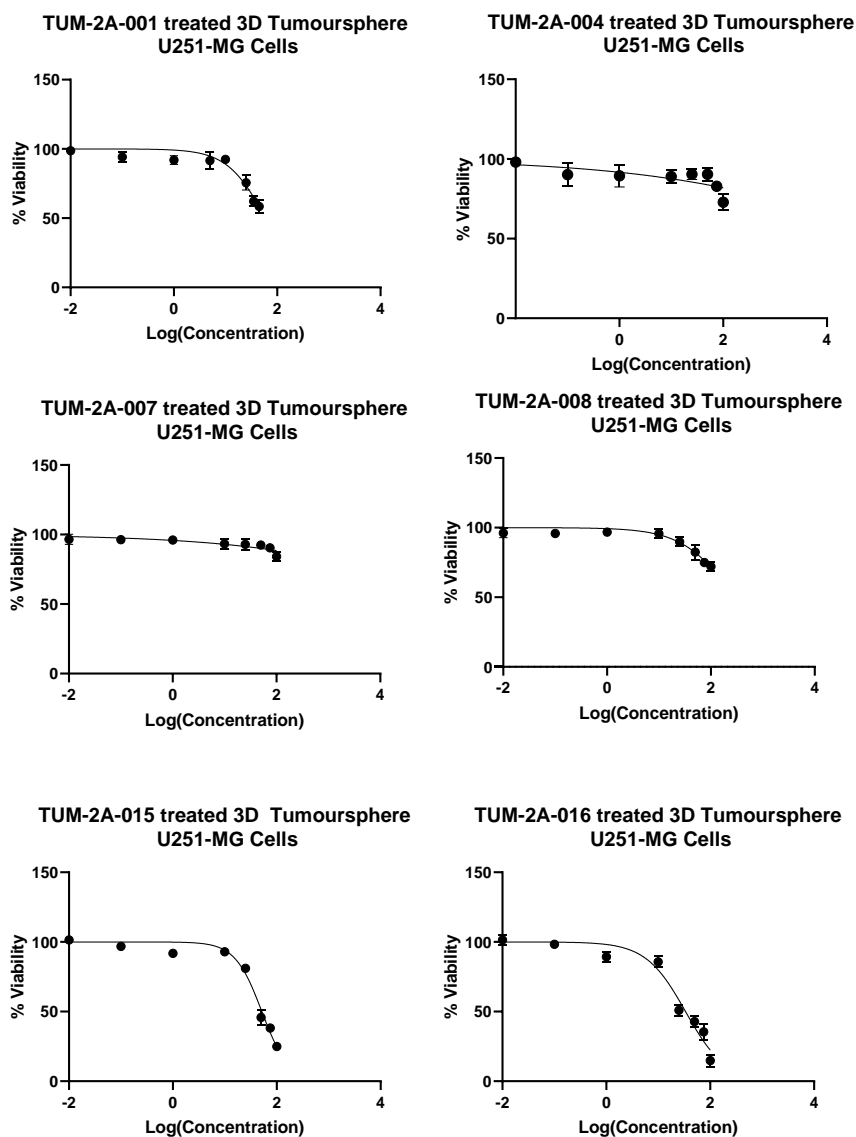 TUM-2A-001 treated 3D Tumoursphere
U251-MG Cells
150
100
50
0
% Viability
-2
0
2
4
Log(Concentration)
TUM-2A-004 treated 3D Tumoursphere
U251-MG Cells
150
100
50
0
% Viability
0
2
4
Log(Concentration)
TUM-2A-007 treated 3D Tumoursphere
U251-MG Cells
150
100
50
0
% Viability
-2
0
2
4
Log(Concentration)
TUM-2A-008 treated 3D Tumoursphere
U251-MG Cells
150
100
50
0
% Viability
-2
0
2
4
Log(Concentration)
TUM-2A-015 treated 3D Tumoursphere
U251-MG Cells
150
100
50
0
% Viability
-2
0
2
4
Log(Concentration)
TUM-2A-016 treated 3D Tumoursphere
U251-MG Cells
150
100
50
0
% Viability
-2
0
2
4
Log(Concentration)